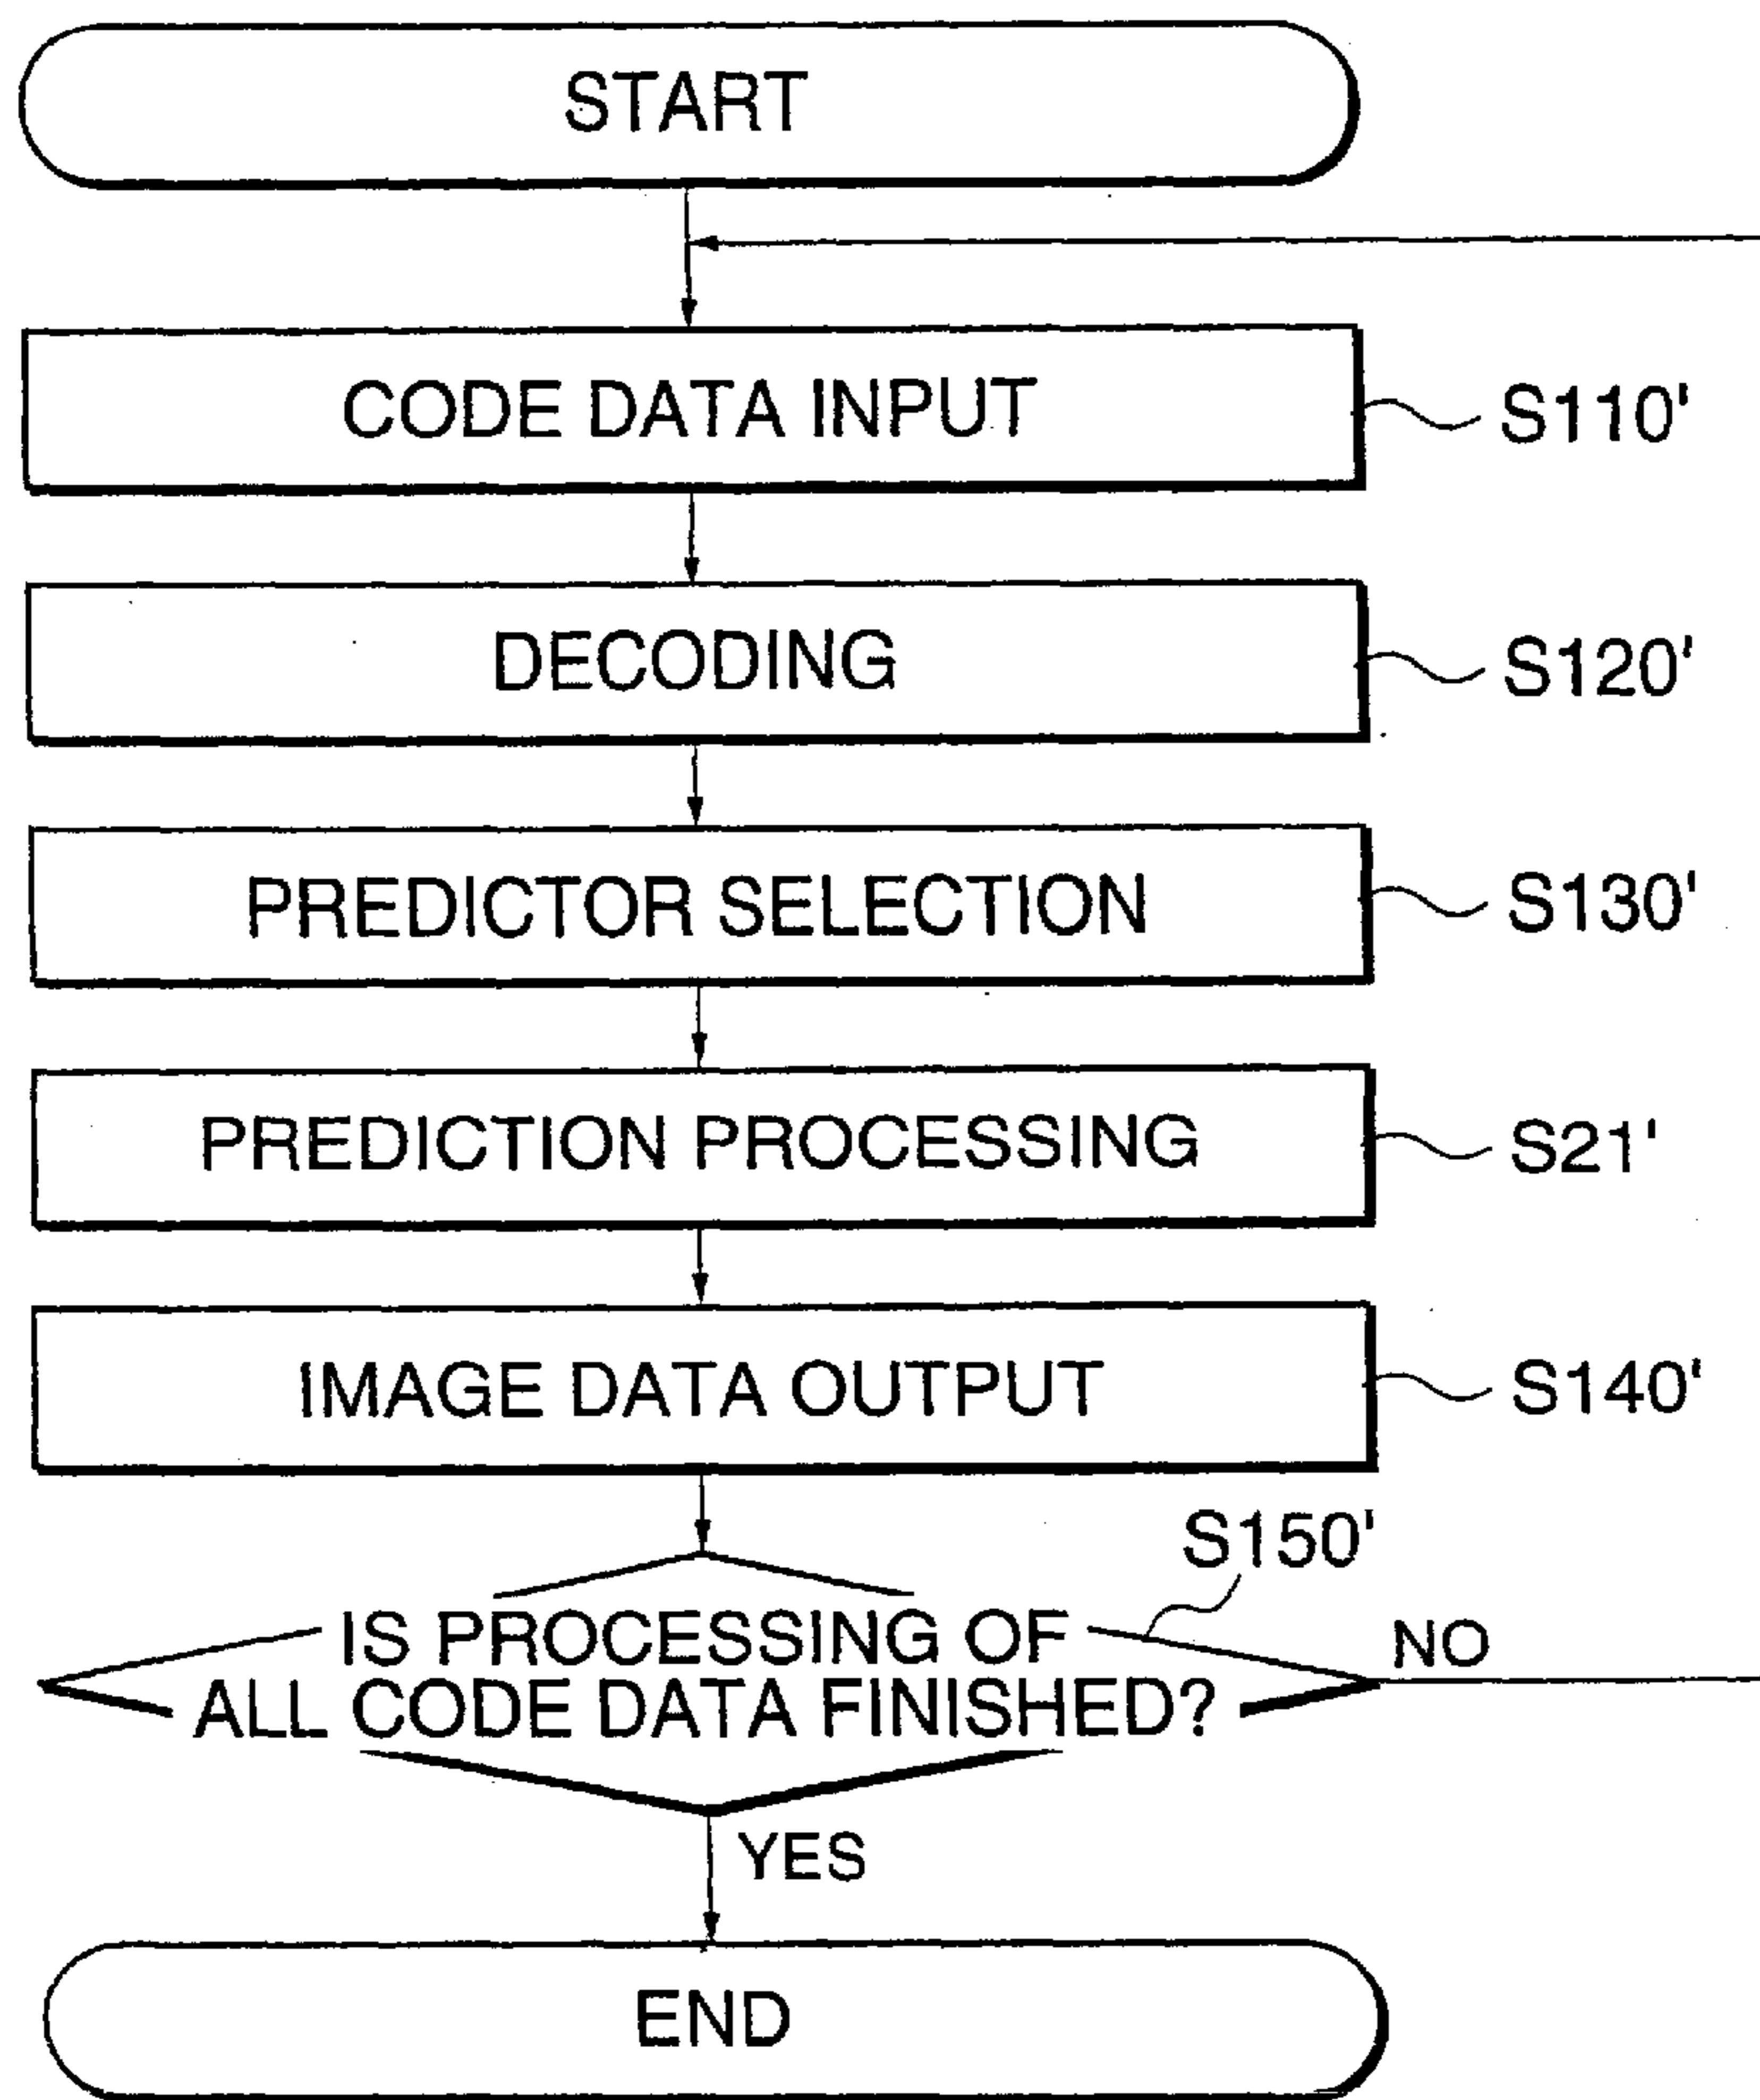 START
CODE DATA INPUT
S110'
DECODING
S120'
PREDICTOR SELECTION
S130'
PREDICTION PROCESSING
S21'
IMAGE DATA OUTPUT
S140'
S150'
IS PROCESSING OF
ALL CODE DATA FINISHED?
NO
YES
END